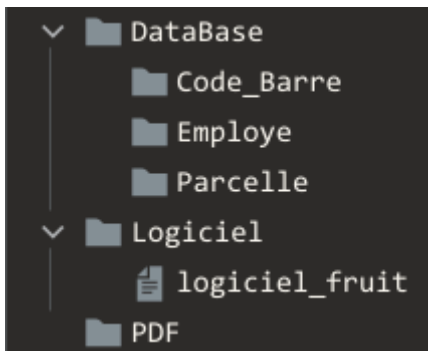 DataBase
Code_Barre
Employe
Parcelle
Logiciel
logiciel_fruit
PDF